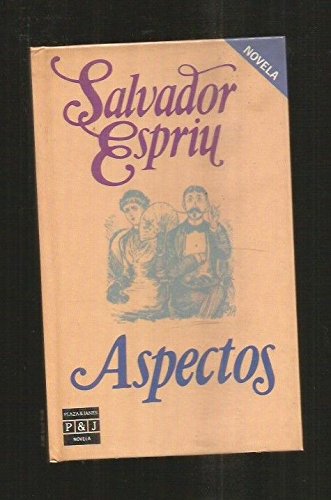 NOVELA
Salvador
Espriu
Aspectos
PLAZA & JANES
P & J
NOVELA